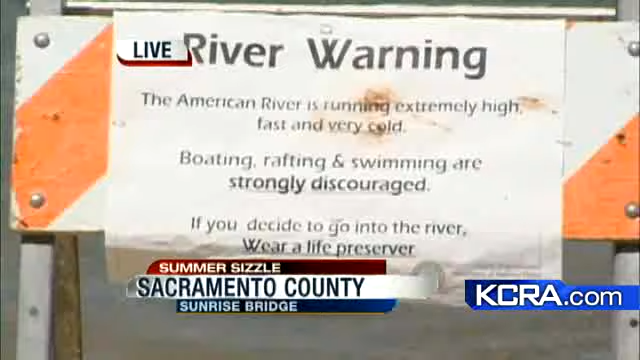 LIVE
River Warning
The American River is running extremely high,
fast and very cold.
Boating, rafting & swimming are
strongly discouraged.
If you decide to go into the river,
Wear a life preserver
SUMMER SIZZLE
SACRAMENTO COUNTY
SUNRISE BRIDGE
KCRA.com